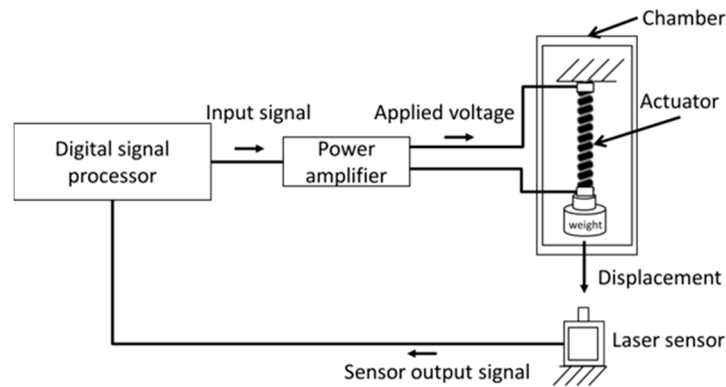 Chamber
Input signal
Applied voltage
Actuator
Digital signal
processor
Power
amplifier
weight
Displacement
Laser sensor
Sensor output signal